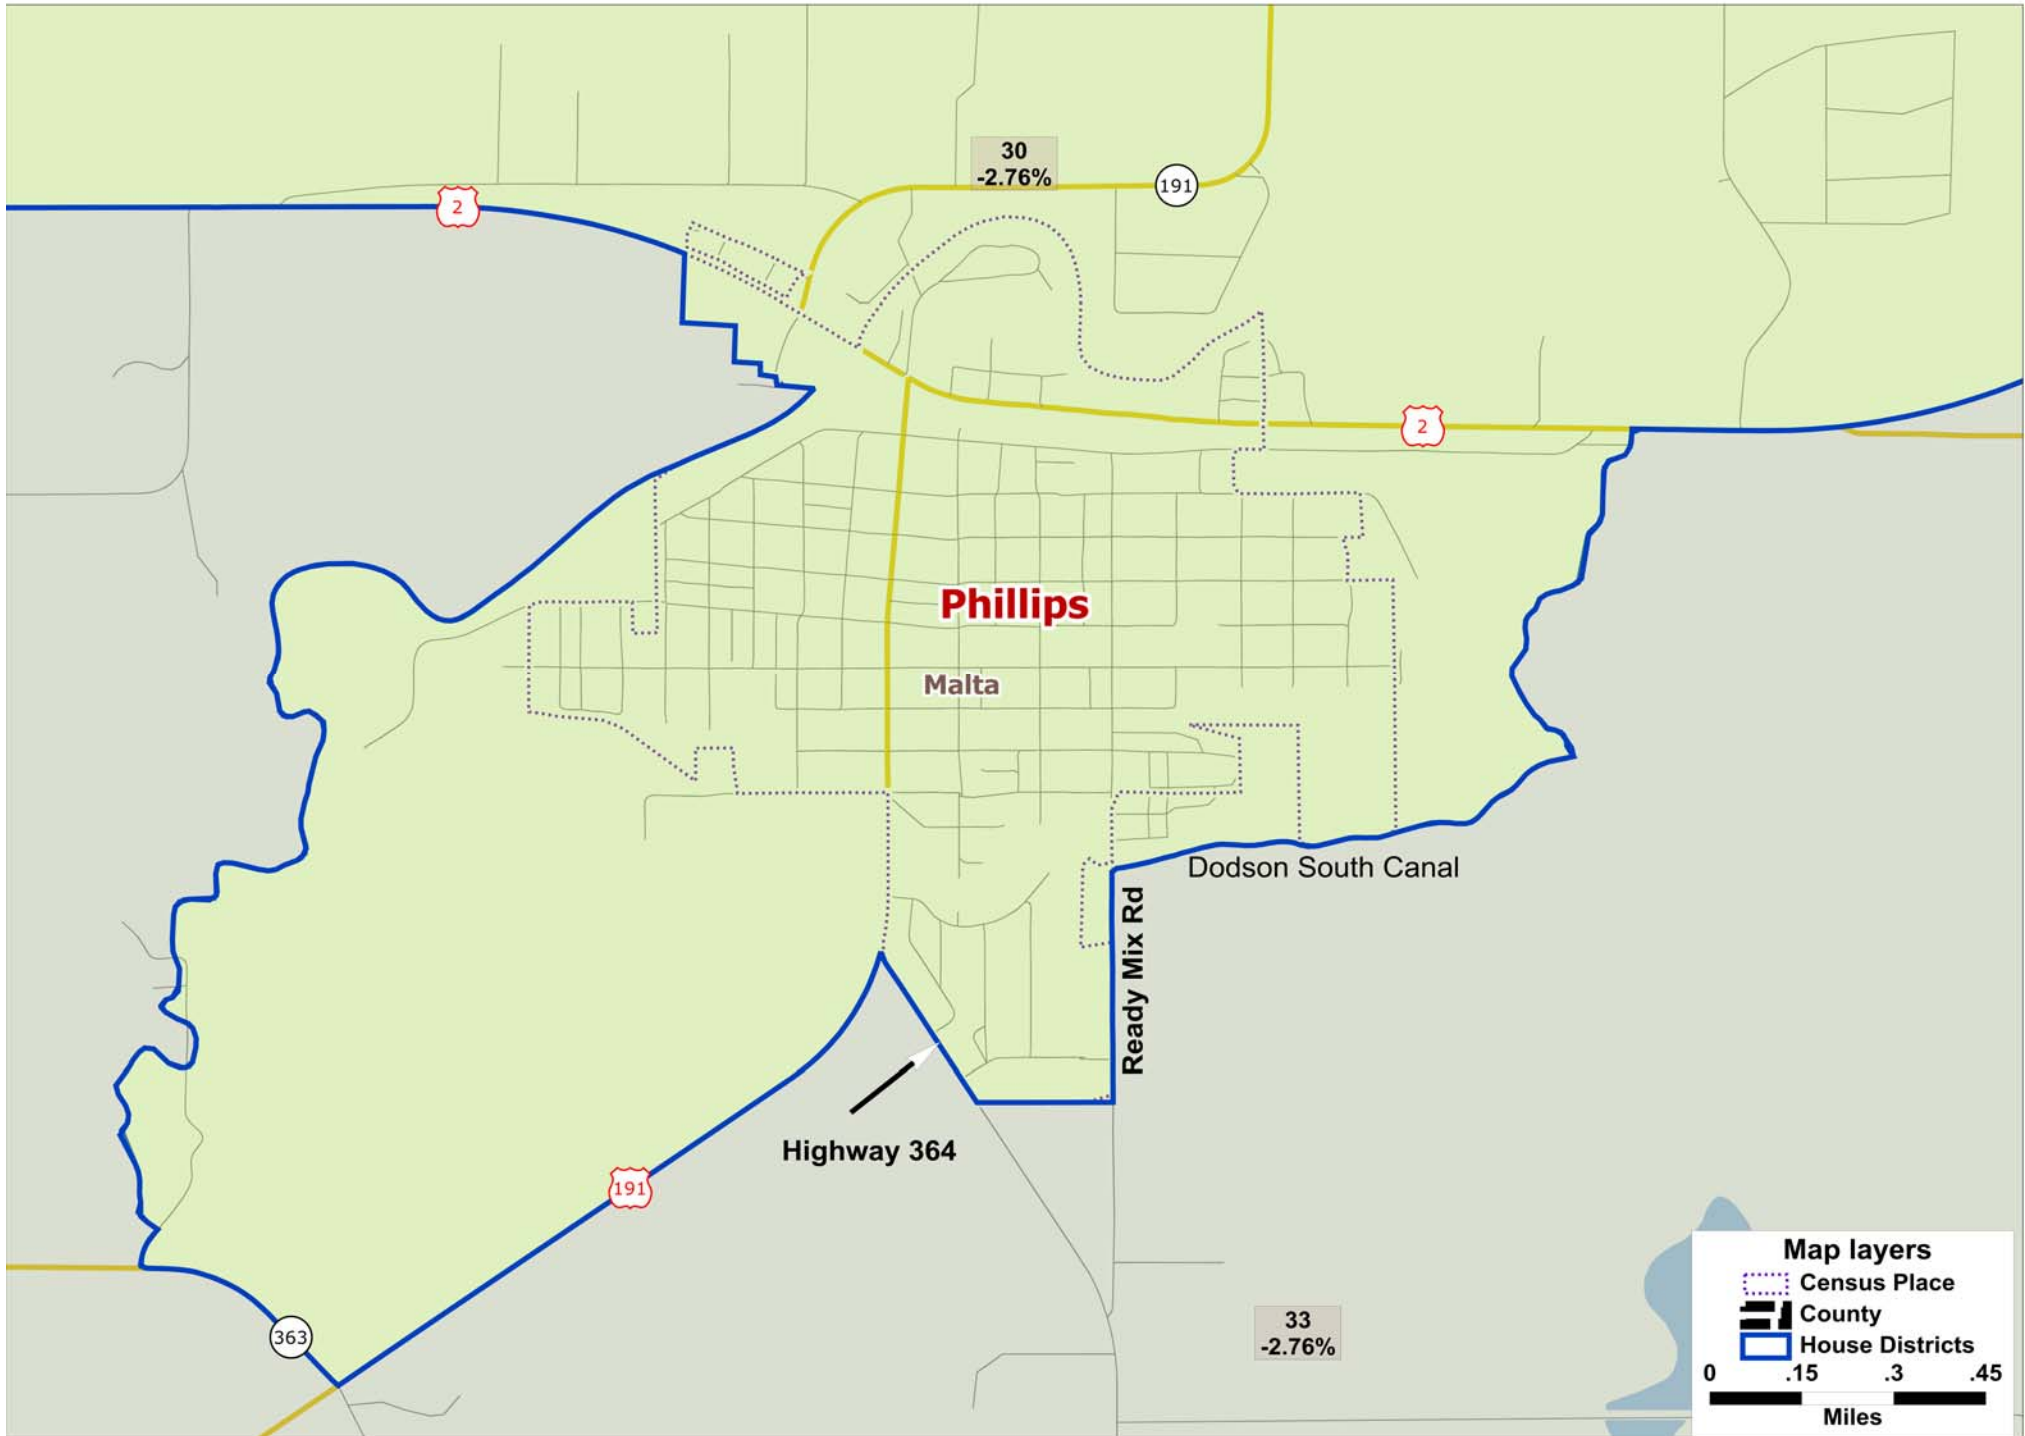 30
-2.76%
191
2
2
Phillips
Malta
Dodson South Canal
Ready Mix Rd
Highway 364
191
363
33
-2.76%
Map layers
Census Place
County
House Districts
0 .15 .3 .45
Miles